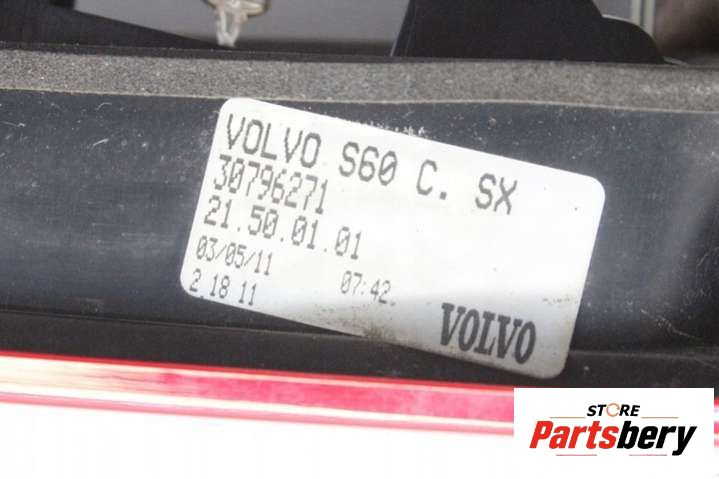 VOLVO S60 C. SX
30796271
21.50.01.01
03/05/11 07:42.
2 18 11
VOLVO
STORE
Partsbery